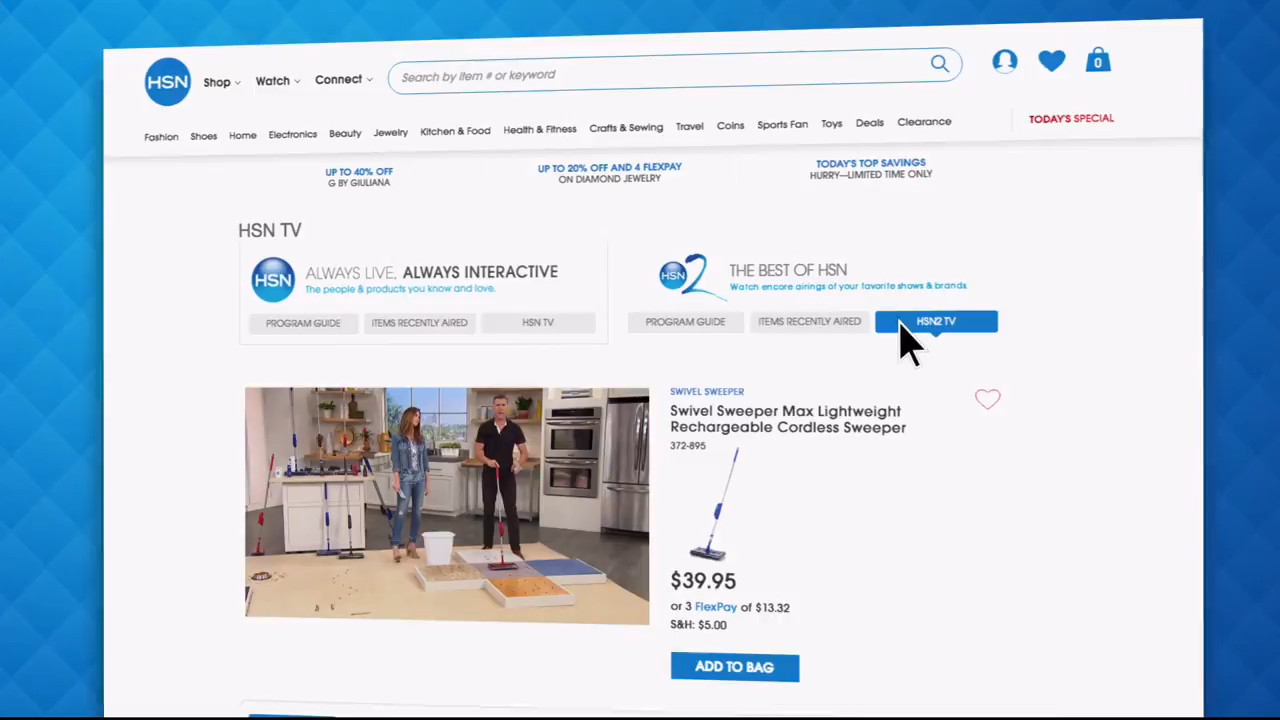 HSN
Shop
Watch
Connect
Search by item # or keyword
0
Fashion
Shoes
Home
Electronics
Beauty
Jewelry
Kitchen & Food
Health & Fitness
Crafts & Sewing
Travel
Coins
Sports Fan
Toys
Deals
Clearance
TODAY'S SPECIAL
UP TO 40% OFF
G BY GIULIANA
UP TO 20% OFF AND 4 FLEXPAY
ON DIAMOND JEWELRY
TODAY'S TOP SAVINGS
HURRY—LIMITED TIME ONLY
HSN TV
HSN
ALWAYS LIVE, ALWAYS INTERACTIVE
The people & products you know and love.
PROGRAM GUIDE
ITEMS RECENTLY AIRED
HSN TV
HSN2
THE BEST OF HSN
Watch encore airings of your favorite shows & brands.
PROGRAM GUIDE
ITEMS RECENTLY AIRED
HSN2 TV
SWIVEL SWEEPER
Swivel Sweeper Max Lightweight
Rechargeable Cordless Sweeper
372-895
$39.95
or 3 FlexPay of $13.32
S&H: $5.00
ADD TO BAG